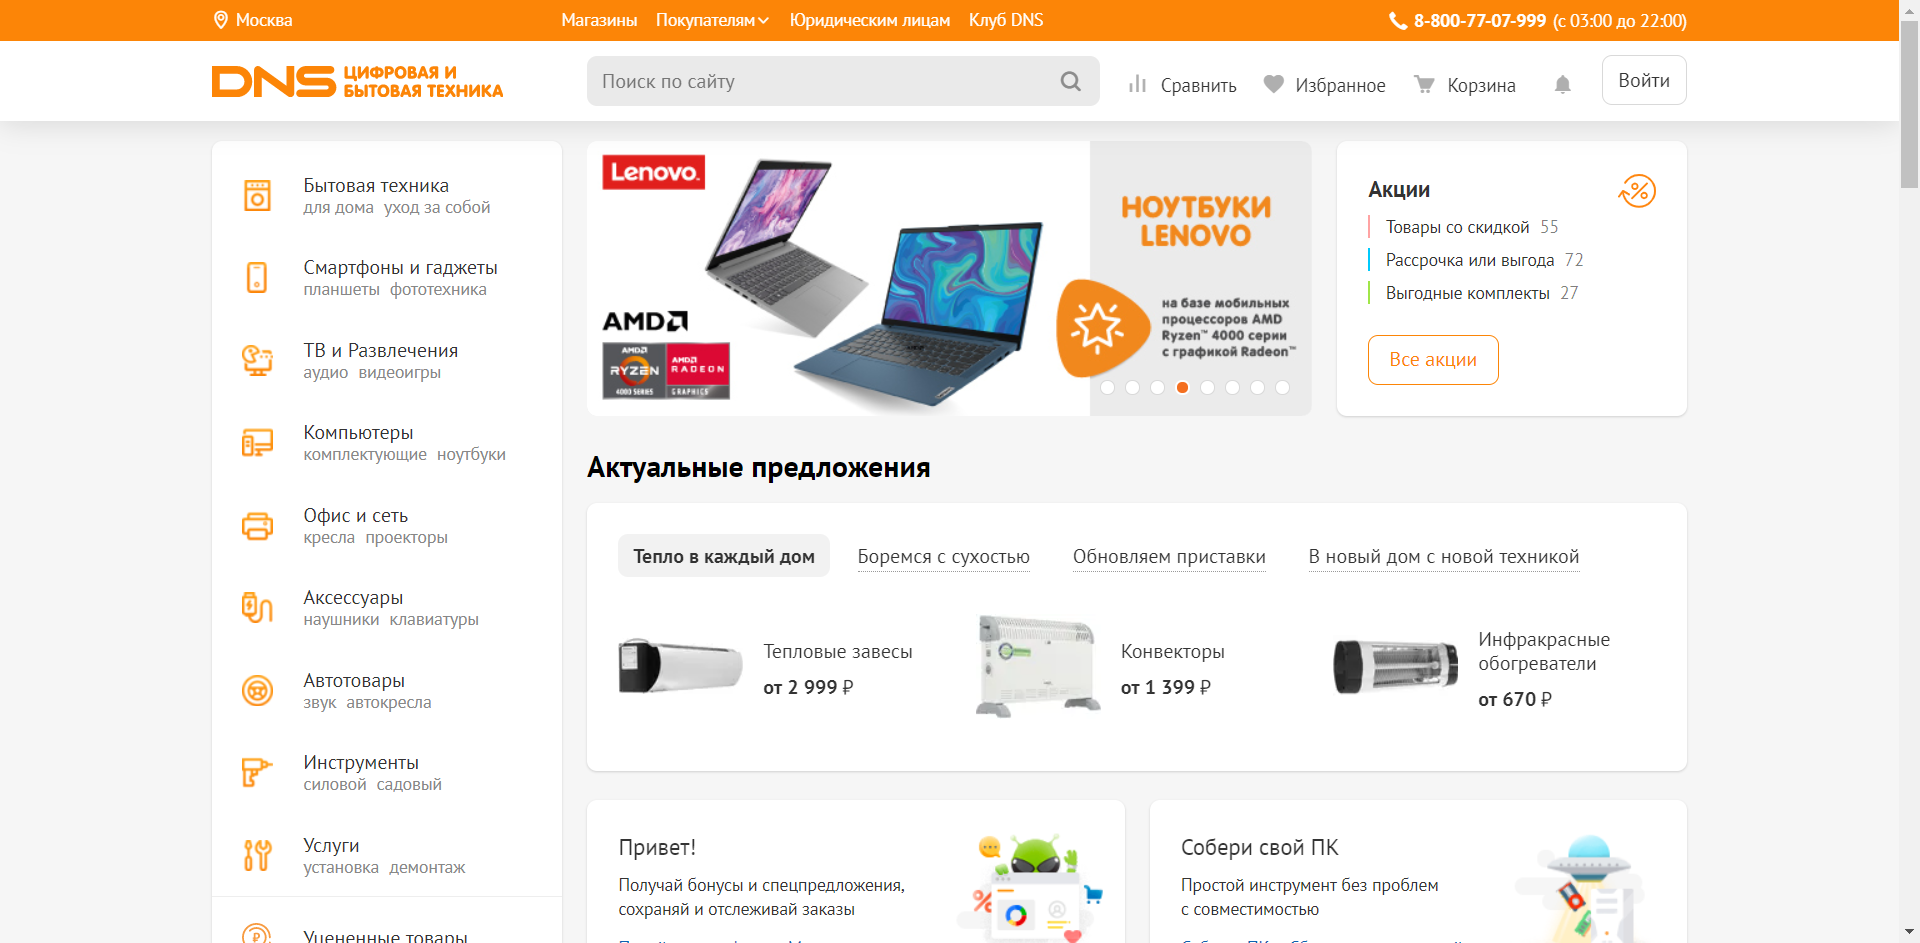 Москва
Магазины
Покупателям
Юридическим лицам
Клуб DNS
8-800-77-07-999 (с 03:00 до 22:00)
DNS
ЦИФРОВАЯ И
БЫТОВАЯ ТЕХНИКА
Поиск по сайту
Сравнить
Избранное
Корзина
Войти
Бытовая техника
для дома уход за собой
Смартфоны и гаджеты
планшеты фототехника
ТВ и Развлечения
аудио видеоигры
Компьютеры
комплектующие ноутбуки
Офис и сеть
кресла проекторы
Аксессуары
наушники клавиатуры
Автотовары
звук автокресла
Инструменты
силовой садовый
Услуги
установка демонтаж
Уцененные товары
Lenovo
AMD
AMD
RYZEN
4000 SERIES
AMD
RADEON
GRAPHICS
НОУТБУКИ
LENOVO
на базе мобильных
процессоров AMD
Ryzen™ 4000 серии
с графикой Radeon™
Акции
Товары со скидкой 55
Рассрочка или выгода 72
Выгодные комплекты 27
Все акции
Актуальные предложения
Тепло в каждый дом
Боремся с сухостью
Обновляем приставки
В новый дом с новой техникой
Тепловые завесы
от 2 999 ₽
Конвекторы
от 1 399 ₽
Инфракрасные
обогреватели
от 670 ₽
Привет!
Получай бонусы и спецпредложения,
сохраняй и отслеживай заказы
Собери свой ПК
Простой инструмент без проблем
с совместимостью